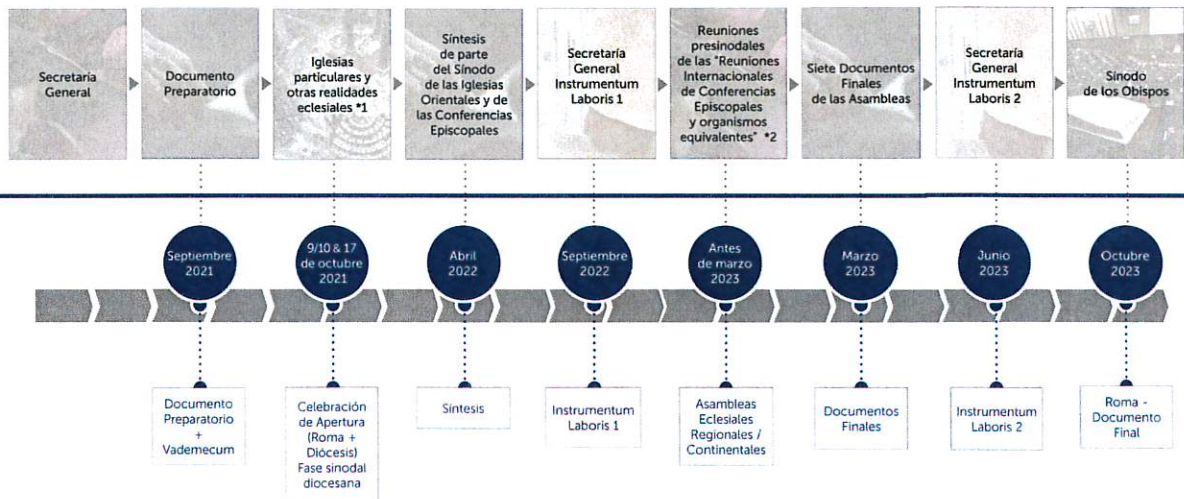 Secretaría
General
Documento
Preparatorio
Iglesias
particulares y
otras realidades
eclesiales *1
Síntesis
de parte
del Sínodo
de las Iglesias
Orientales y de
las Conferencias
Episcopales
Secretaría
General
Instrumentum
Laboris 1
Reuniones
presinodales
de las "Reuniones
Internacionales
de Conferencias
Episcopales
y organismos
equivalentes" *2
Siete Documentos
Finales
de las Asambleas
Secretaría
General
Instrumentum
Laboris 2
Sínodo
de los Obispos
Septiembre
2021
9/10 & 17
de octubre
2021
Abril
2022
Septiembre
2022
Antes
de marzo
2023
Marzo
2023
Junio
2023
Octubre
2023
Documento
Preparatorio
+
Vademecum
Celebración
de Apertura
(Roma +
Diócesis)
Fase sinodal
diocesana
Síntesis
Instrumentum
Laboris 1
Asambleas
Eclesiales
Regionales /
Continentales
Documentos
Finales
Instrumentum
Laboris 2
Roma -
Documento
Final